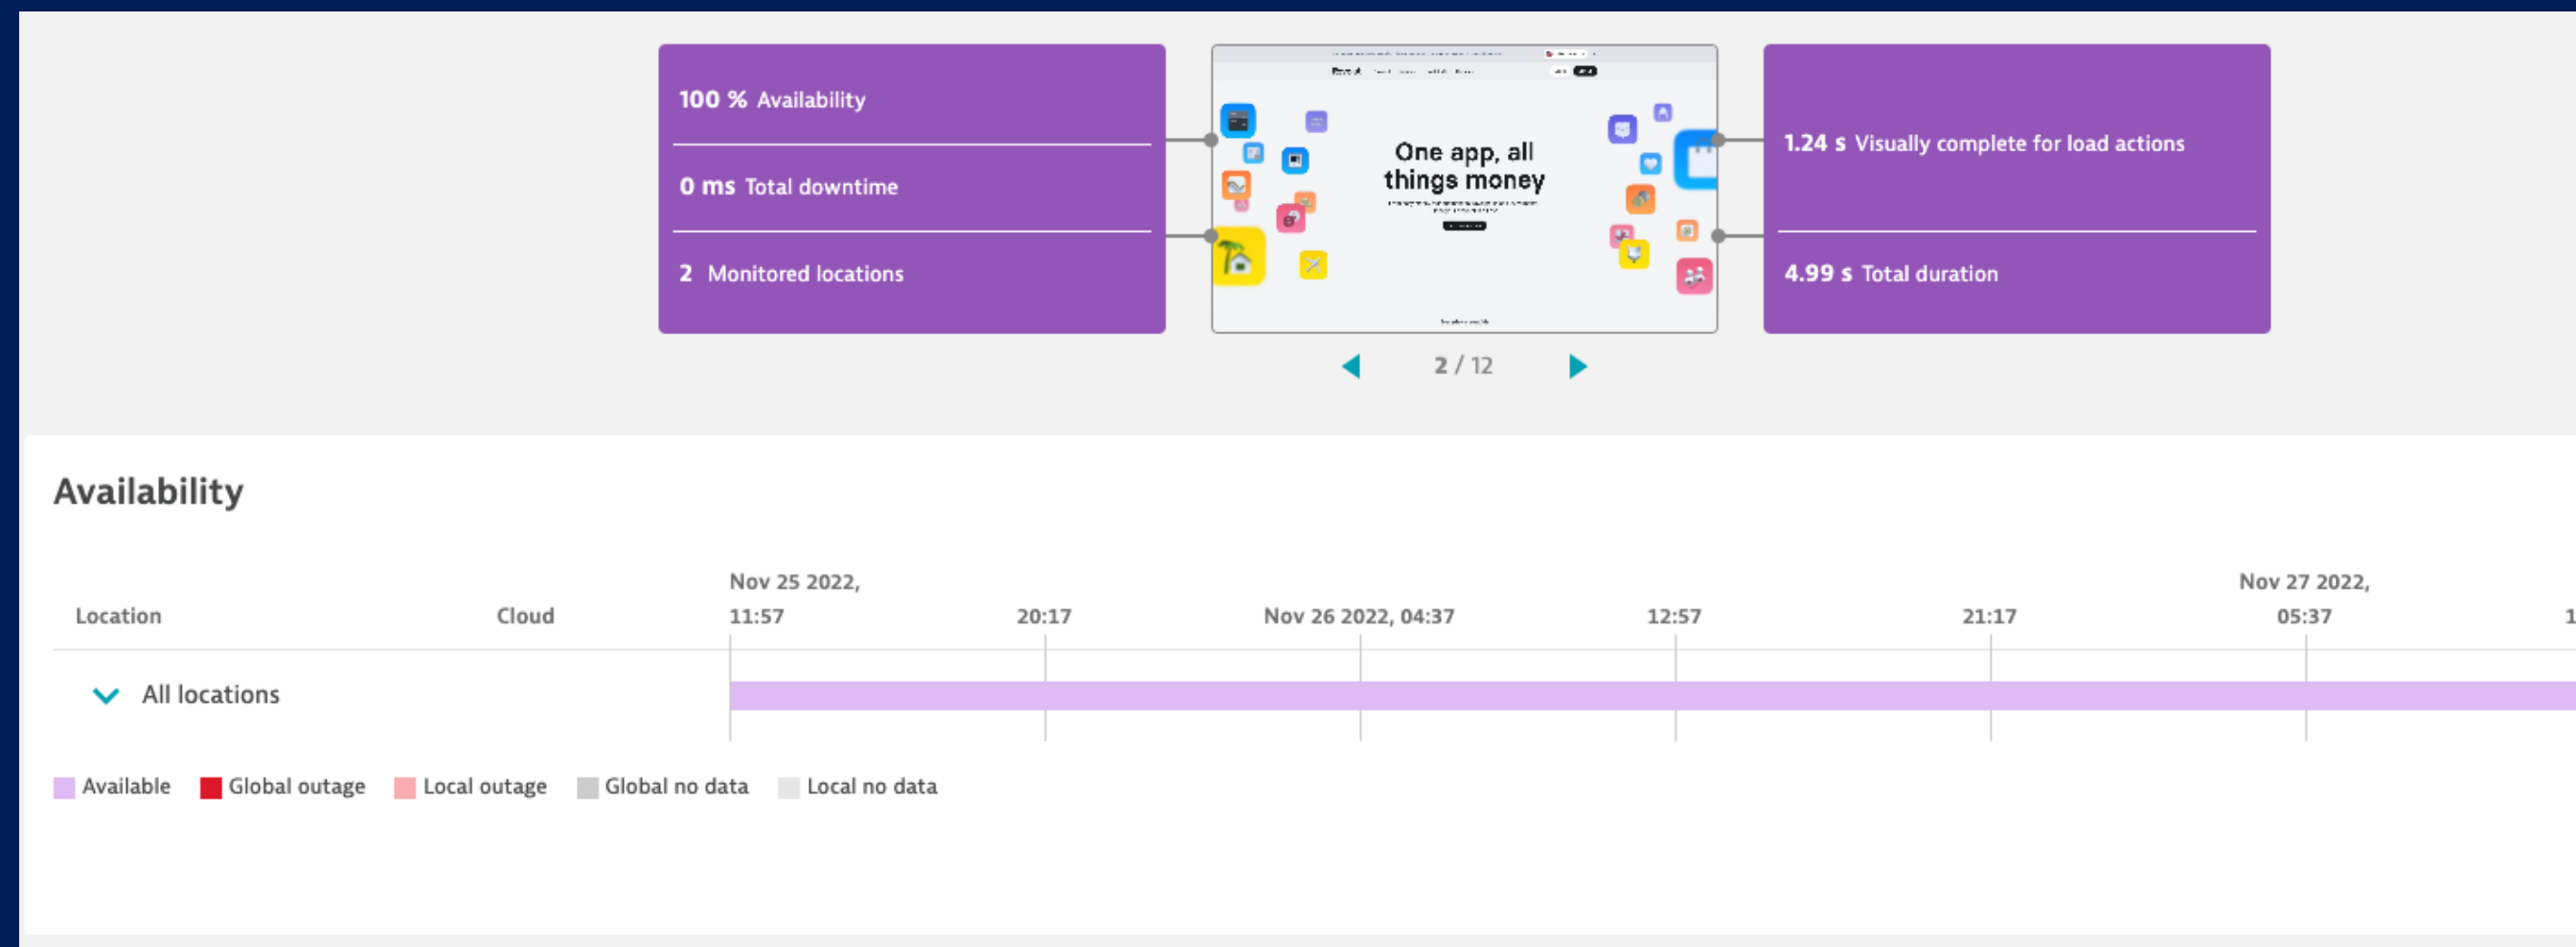 100 % Availability
0 ms Total downtime
2 Monitored locations
One app, all
things money
1.24 s Visually complete for load actions
4.99 s Total duration
2 / 12
Availability
Location Cloud
Nov 25 2022,
11:57
20:17
Nov 26 2022, 04:37
12:57
21:17
Nov 27 2022,
05:37
All locations
Available Global outage Local outage Global no data Local no data